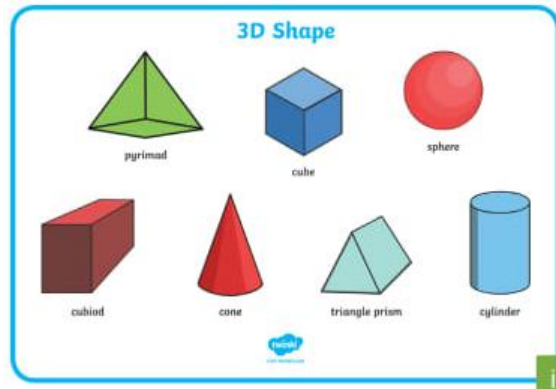 3D Shape
pyrimad
cube
sphere
cubiod
cone
triangle prism
cylinder
twinkl